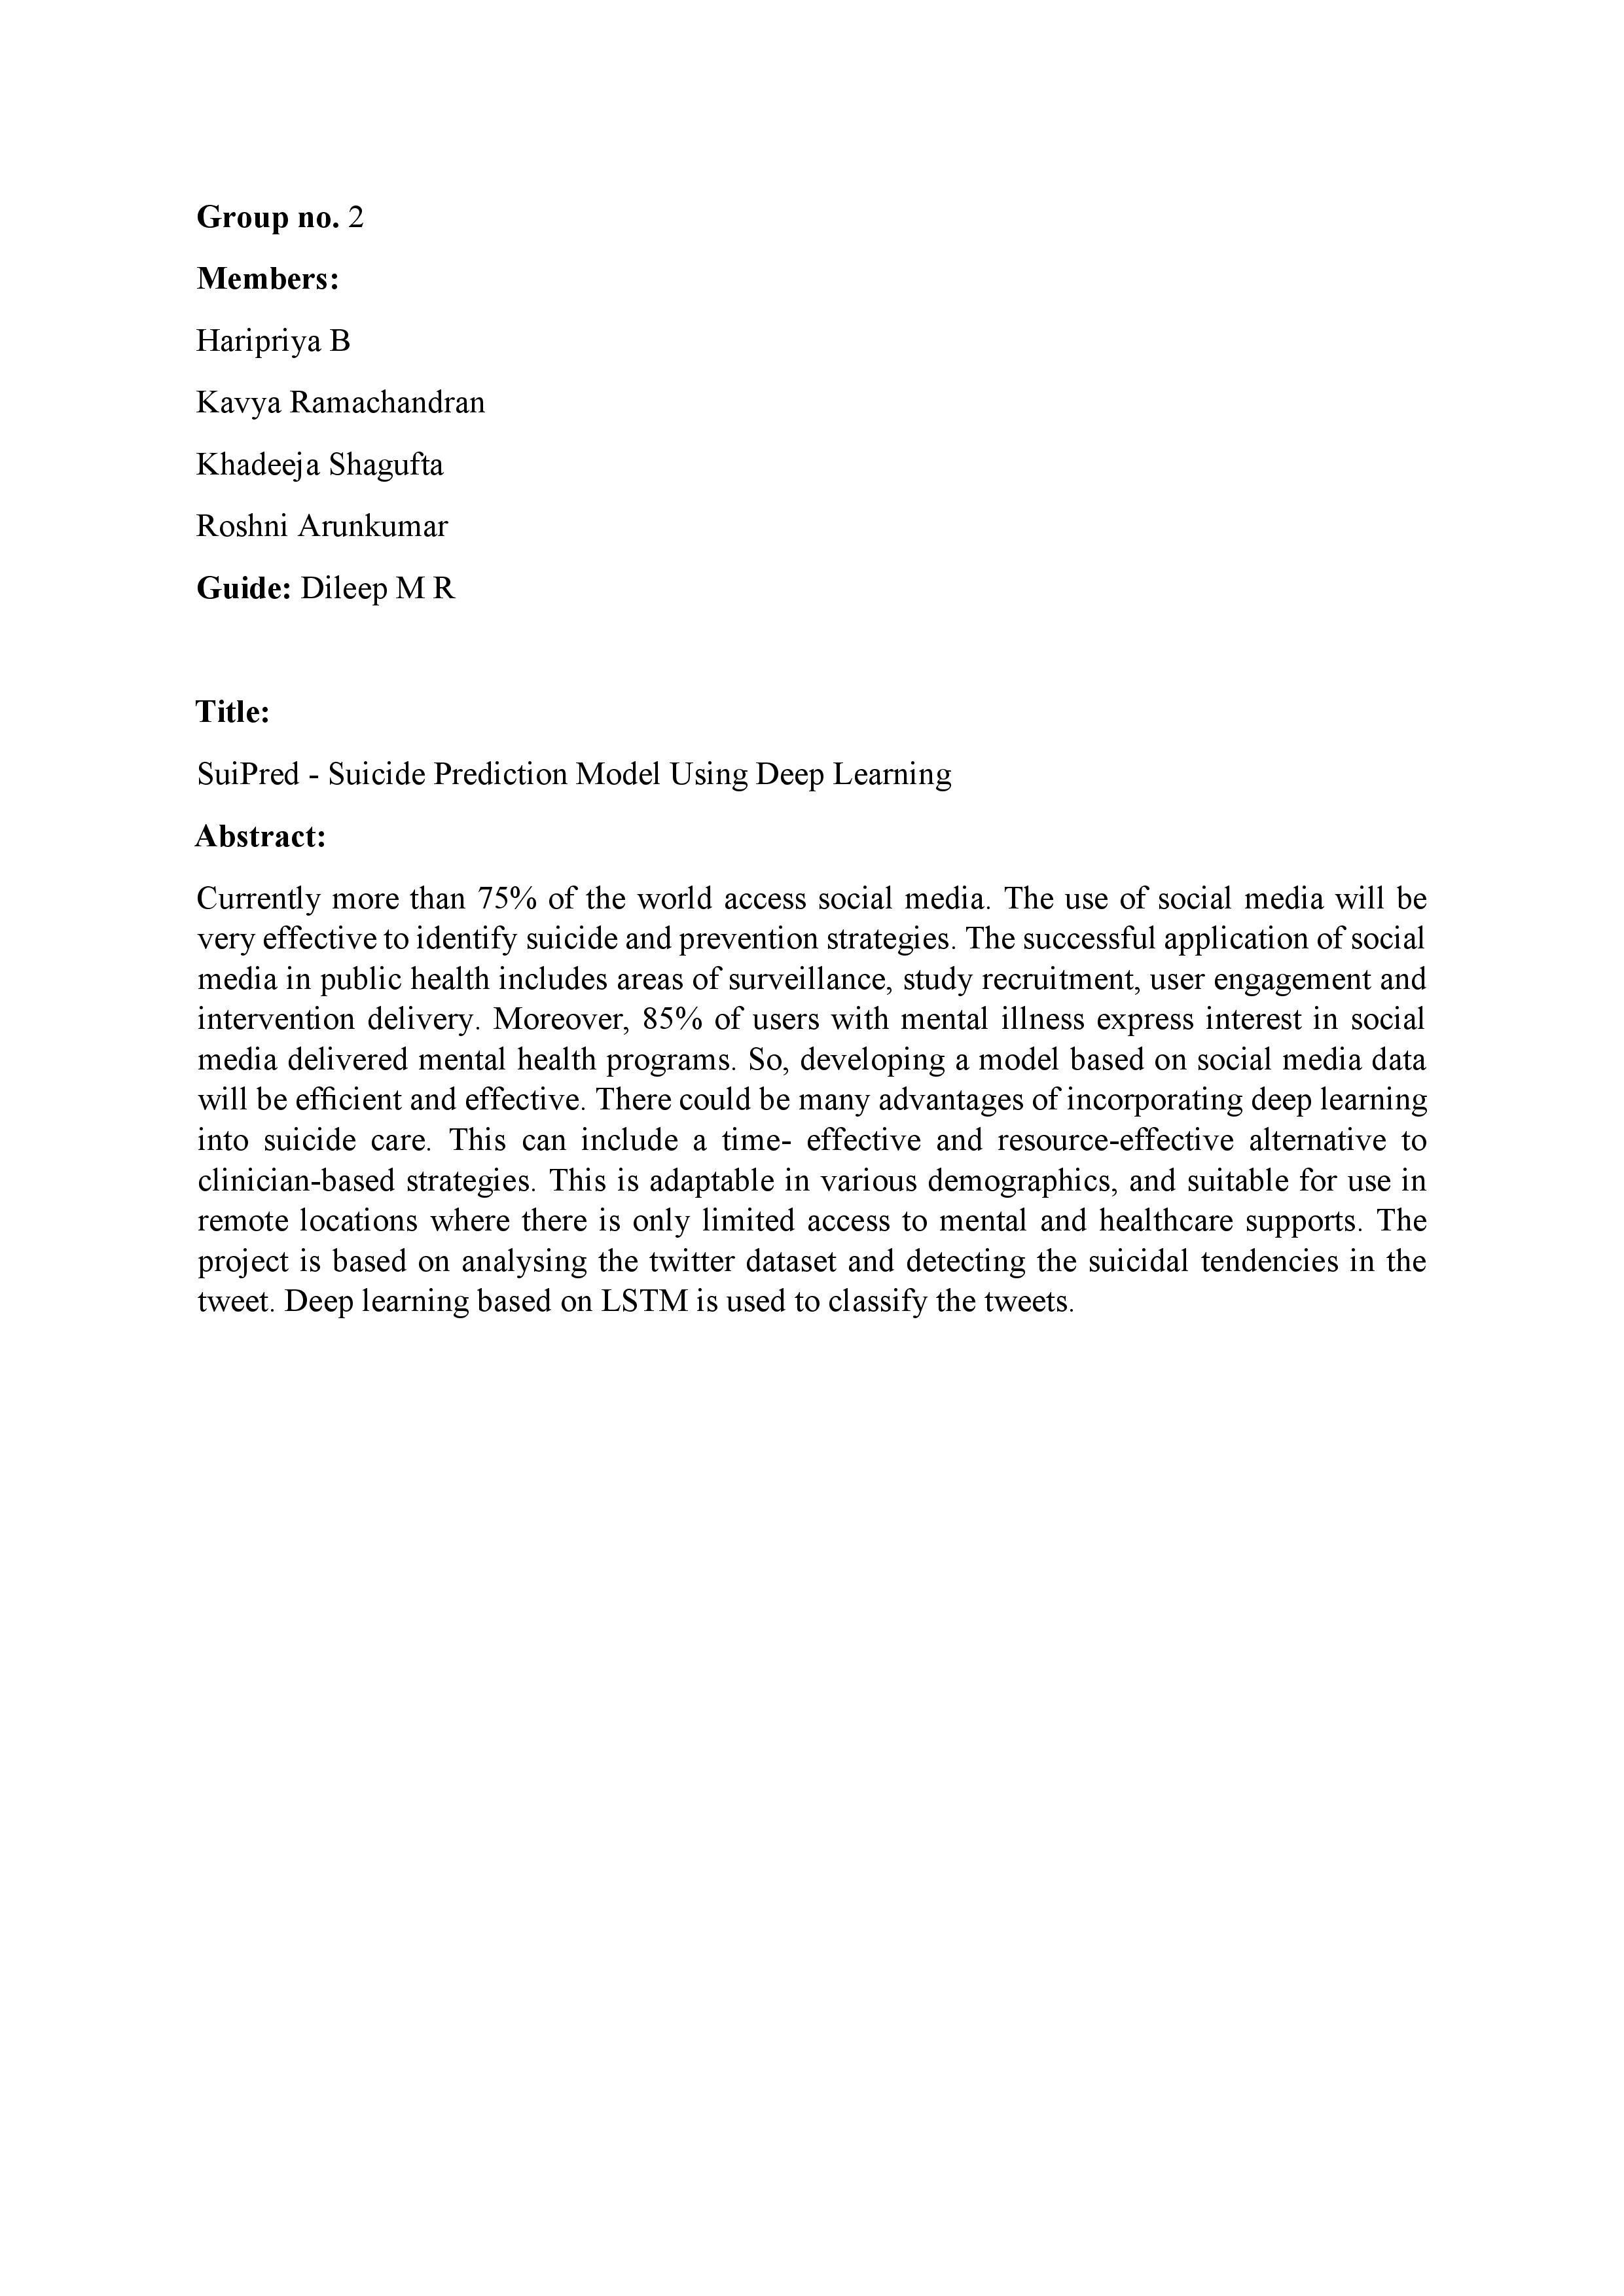 Group no. 2
Members:
Haripriya B
Kavya Ramachandran
Khadeeja Shagufta
Roshni Arunkumar
Guide: Dileep M R
Title:
SuiPred - Suicide Prediction Model Using Deep Learning
Abstract:
Currently more than 75% of the world access social media. The use of social media will be
very effective to identify suicide and prevention strategies. The successful application of social
media in public health includes areas of surveillance, study recruitment, user engagement and
intervention delivery. Moreover, 85% of users with mental illness express interest in social
media delivered mental health programs. So, developing a model based on social media data
will be efficient and effective. There could be many advantages of incorporating deep learning
into suicide care. This can include a time- effective and resource-effective alternative to
clinician-based strategies. This is adaptable in various demographics, and suitable for use in
remote locations where there is only limited access to mental and healthcare supports. The
project is based on analysing the twitter dataset and detecting the suicidal tendencies in the
tweet. Deep learning based on LSTM is used to classify the tweets.